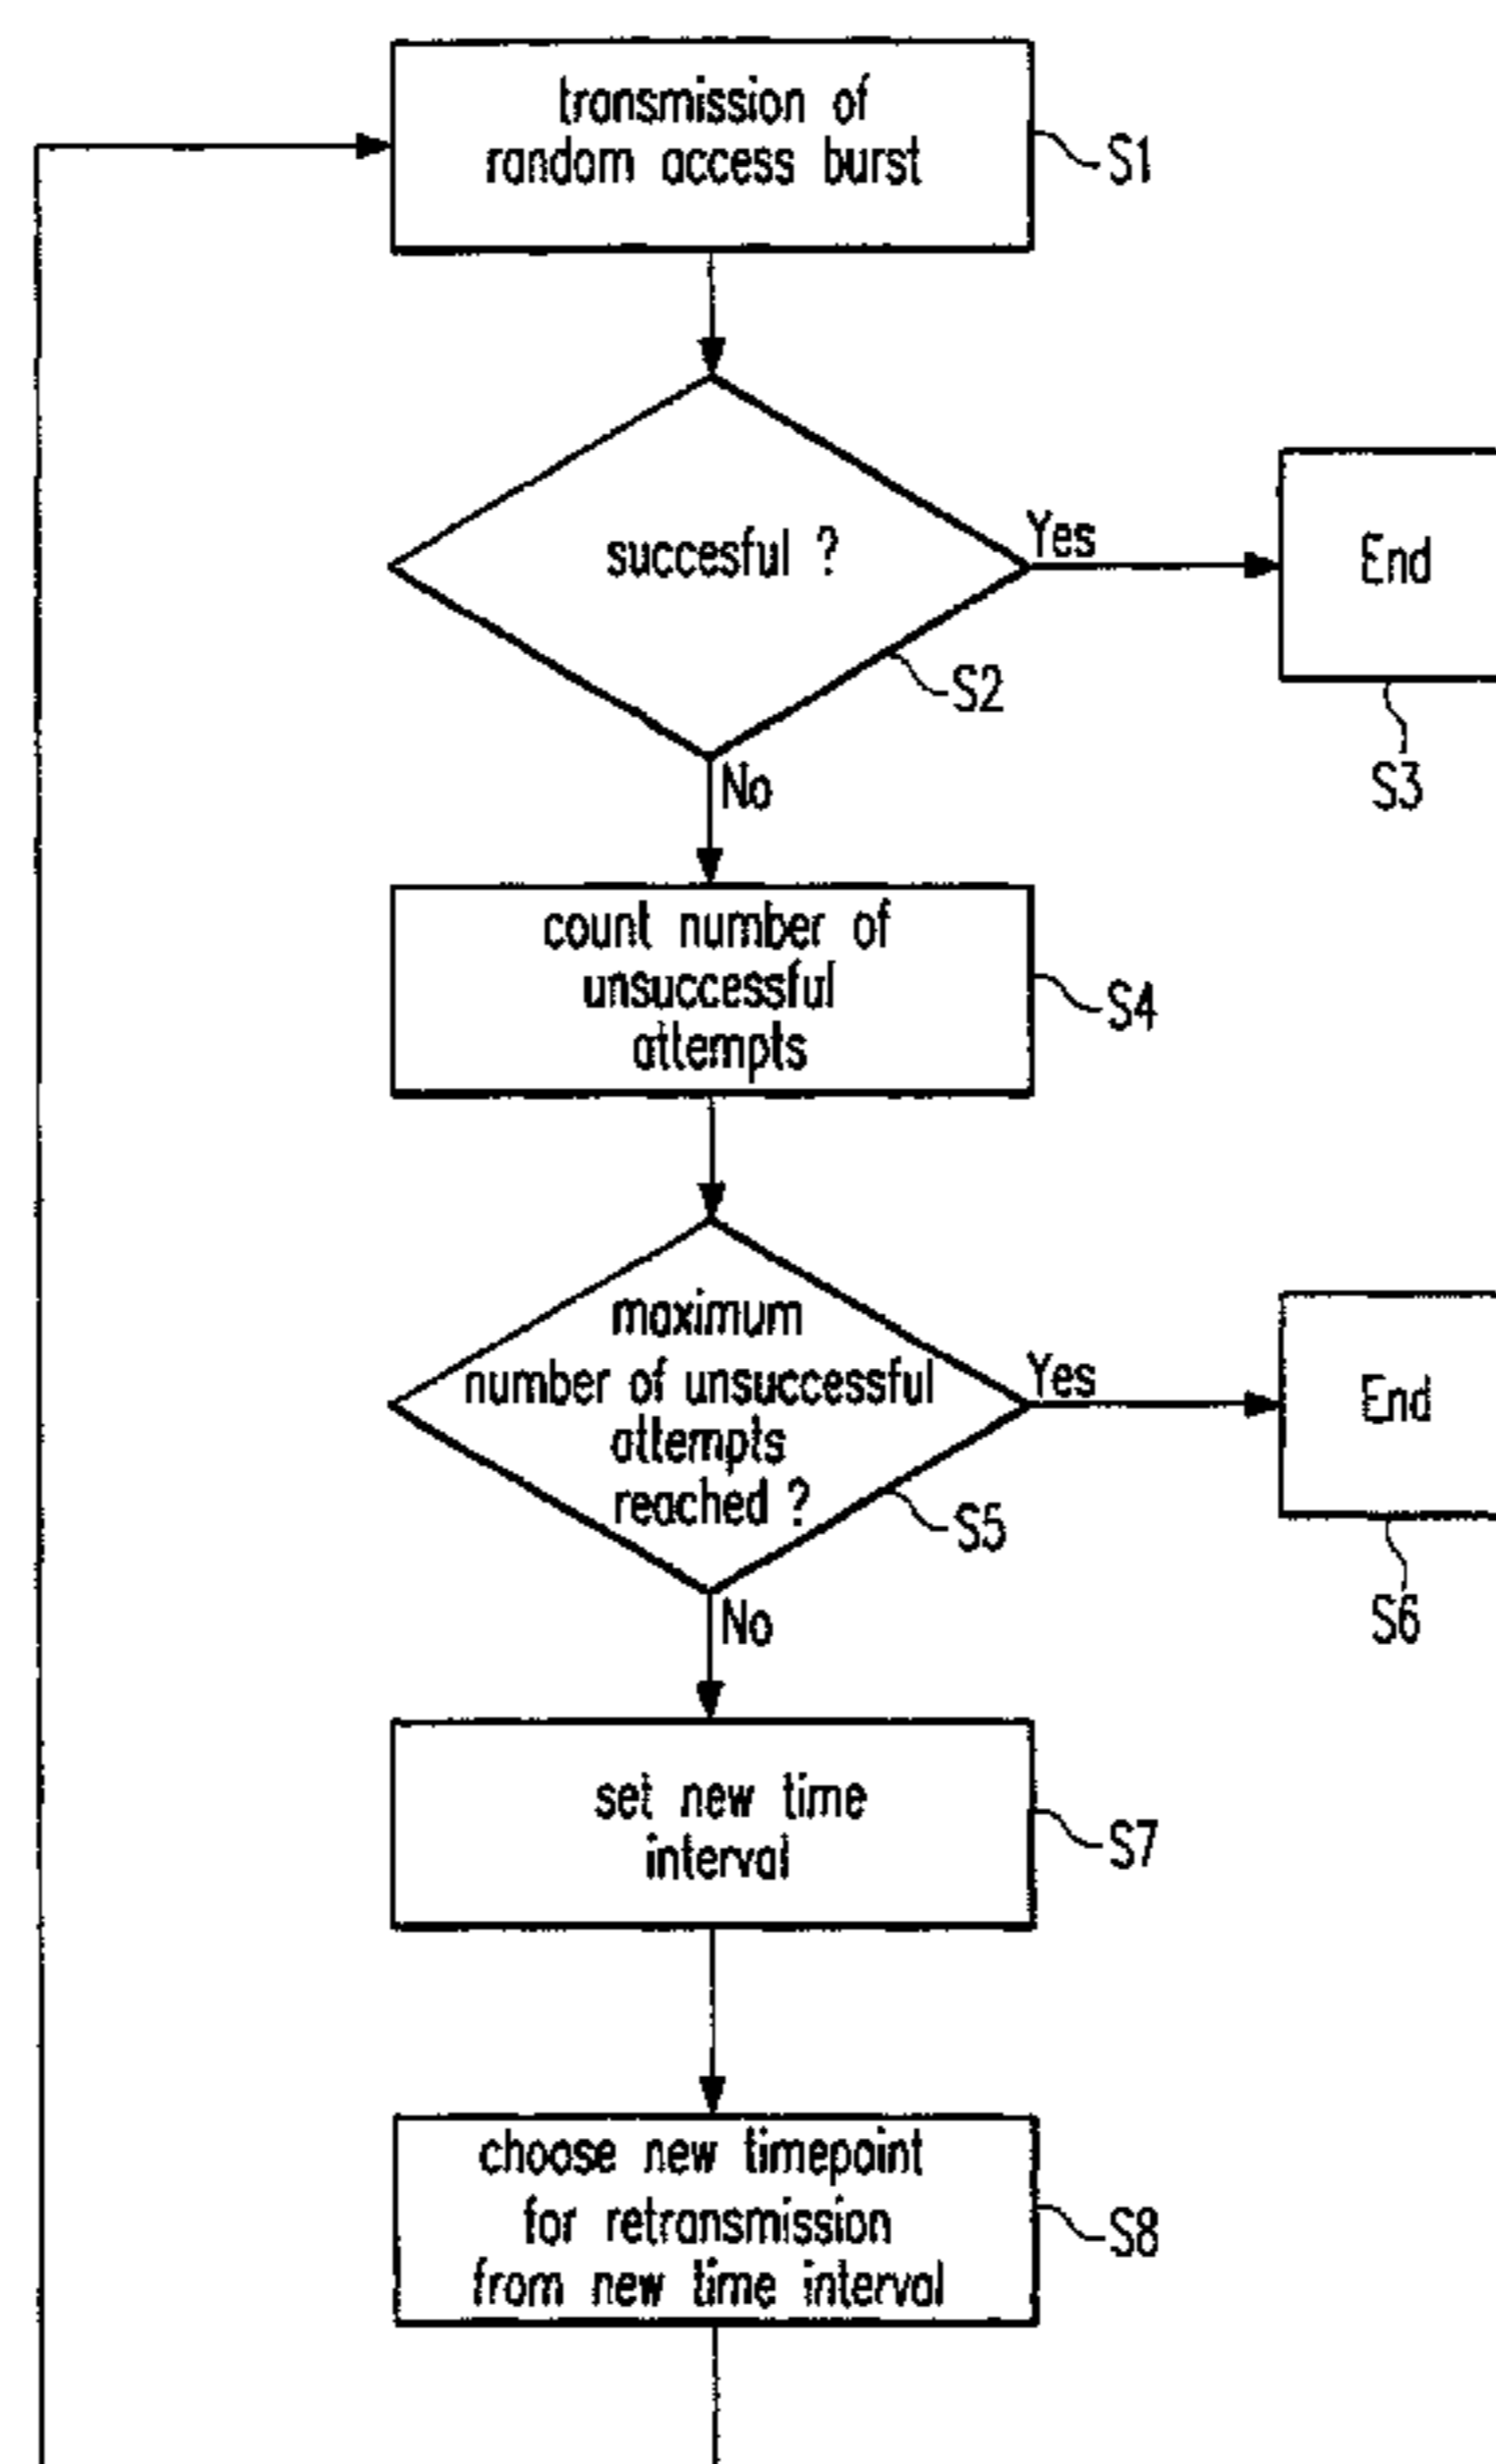 transmission of
random access burst
S1
succesful ?
Yes
End
S2
S3
No
count number of
unsuccessful
attempts
S4
maximum
number of unsuccessful
attempts
reached ?
Yes
End
S5
S6
No
set new time
interval
S7
choose new timepoint
for retransmission
from new time interval
S8